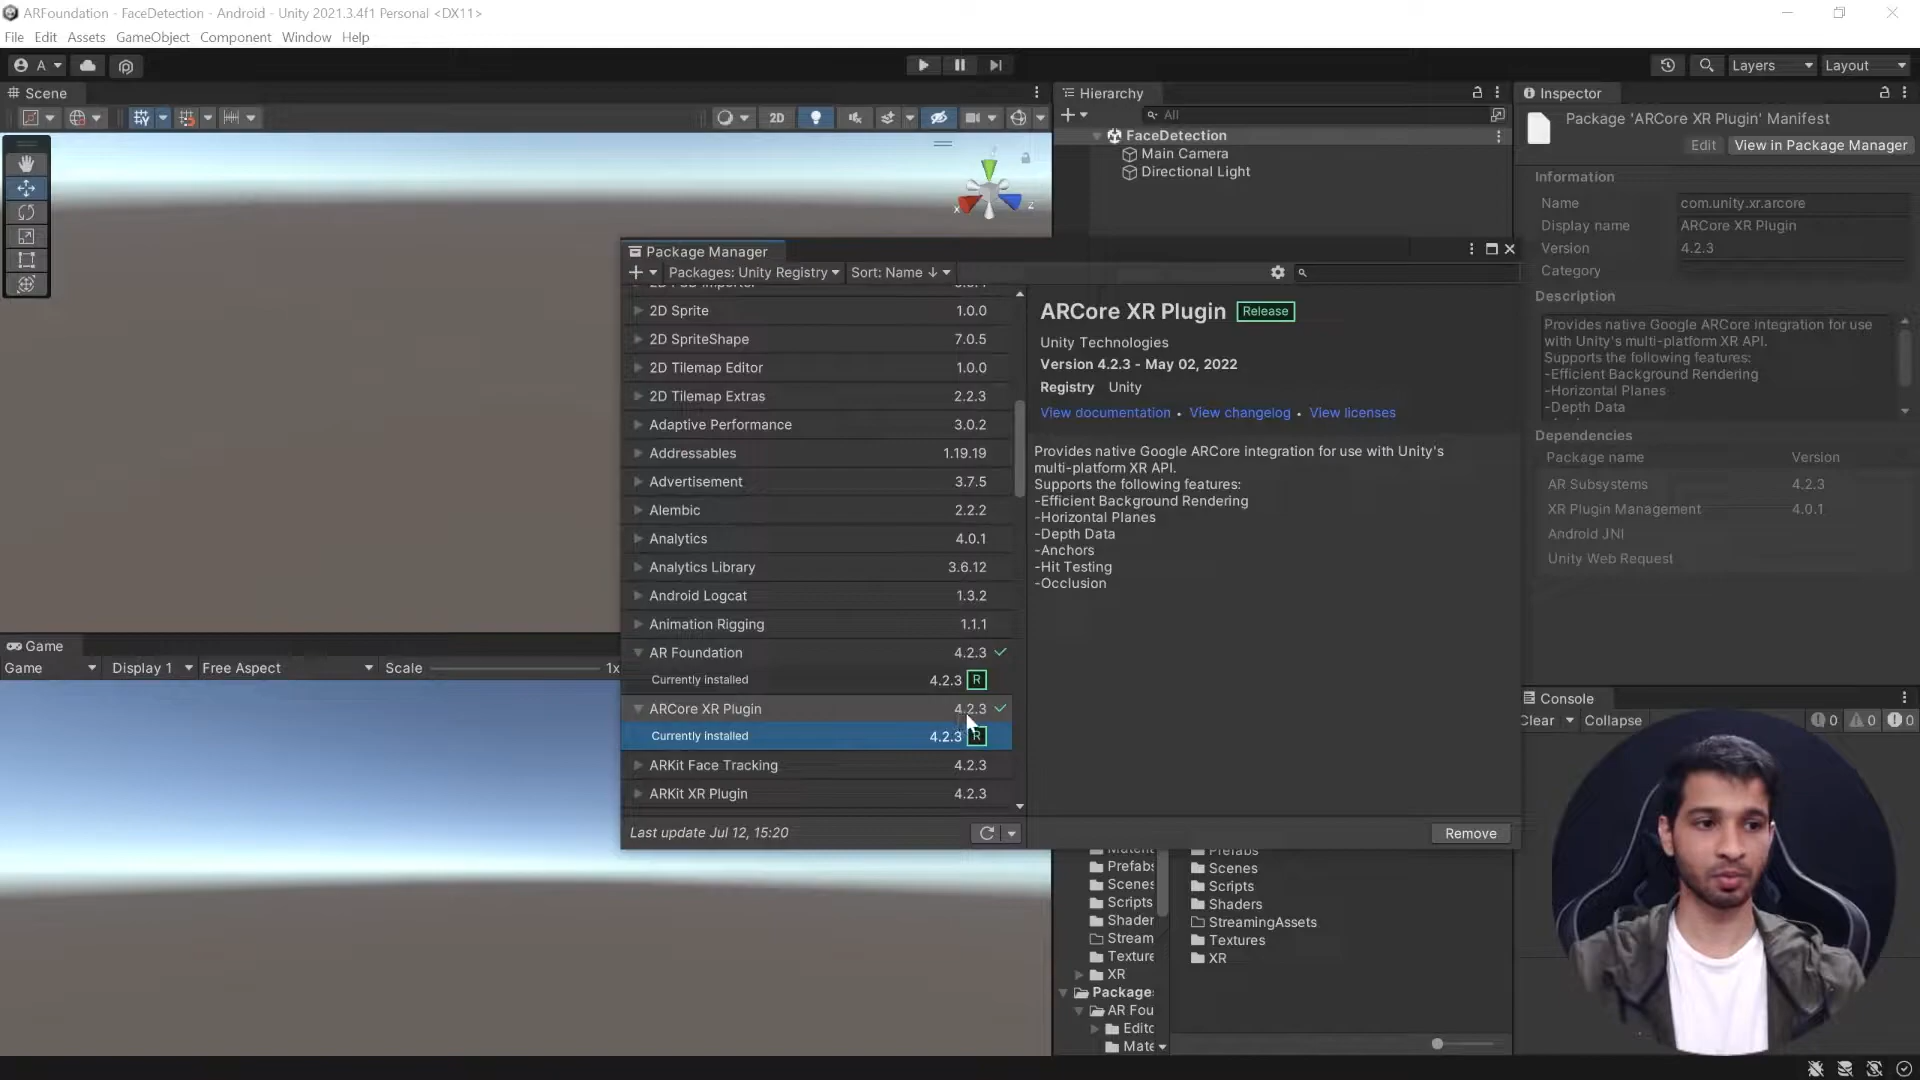 ARFoundation - FaceDetection - Android - Unity 2021.3.4f1 Personal <DX11>
File Edit Assets GameObject Component Window Help
A Layers Layout
Scene
2D
Hierarchy
All
FaceDetection
Main Camera
Directional Light
x z
Inspector
Package 'ARCore XR Plugin' Manifest
Edit View in Package Manager
Information
Name com.unity.xr.arcore
Display name ARCore XR Plugin
Version 4.2.3
Category
Description
Provides native Google ARCore integration for use
with Unity's multi-platform XR API.
Supports the following features:
-Efficient Background Rendering
-Horizontal Planes
-Depth Data
Dependencies
Package name Version
AR Subsystems 4.2.3
XR Plugin Management 4.0.1
Android JNI
Unity Web Request
Package Manager
Packages: Unity Registry Sort: Name ↓
2D Sprite 1.0.0
2D SpriteShape 7.0.5
2D Tilemap Editor 1.0.0
2D Tilemap Extras 2.2.3
Adaptive Performance 3.0.2
Addressables 1.19.19
Advertisement 3.7.5
Alembic 2.2.2
Analytics 4.0.1
Analytics Library 3.6.12
Android Logcat 1.3.2
Animation Rigging 1.1.1
AR Foundation 4.2.3
Currently installed 4.2.3 R
ARCore XR Plugin 4.2.3
Currently installed 4.2.3 R
ARKit Face Tracking 4.2.3
ARKit XR Plugin 4.2.3
Last update Jul 12, 15:20
ARCore XR Plugin Release
Unity Technologies
Version 4.2.3 - May 02, 2022
Registry Unity
View documentation • View changelog • View licenses
Provides native Google ARCore integration for use with Unity's
multi-platform XR API.
Supports the following features:
-Efficient Background Rendering
-Horizontal Planes
-Depth Data
-Anchors
-Hit Testing
-Occlusion
Remove
Game
Game Display 1 Free Aspect Scale 1x
Console
Clear Collapse 0 0 0
Prefabs
Scenes
Scripts
Shader
Stream
Texture
XR
Packages
AR Fou
Edito
Mate
Prefabs
Scenes
Scripts
Shaders
StreamingAssets
Textures
XR